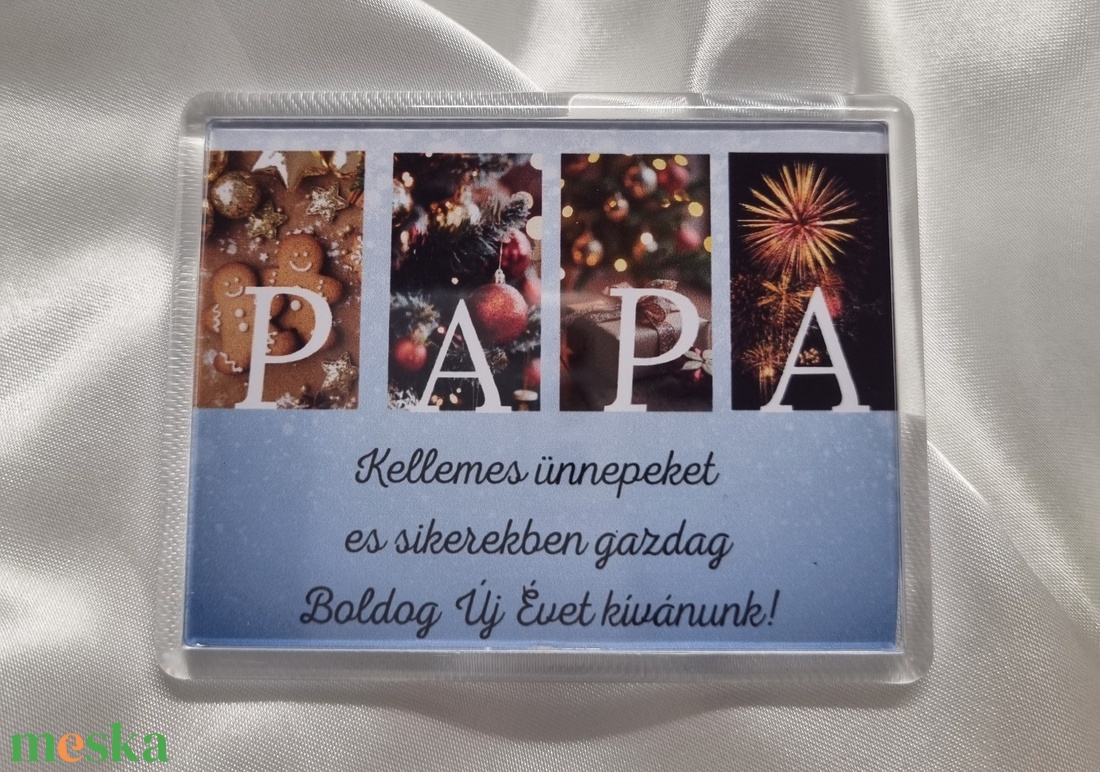 PAPA
Kellemes ünnepeket
es sikerekben gazdag
Boldog Új Évet kívánunk!
meska